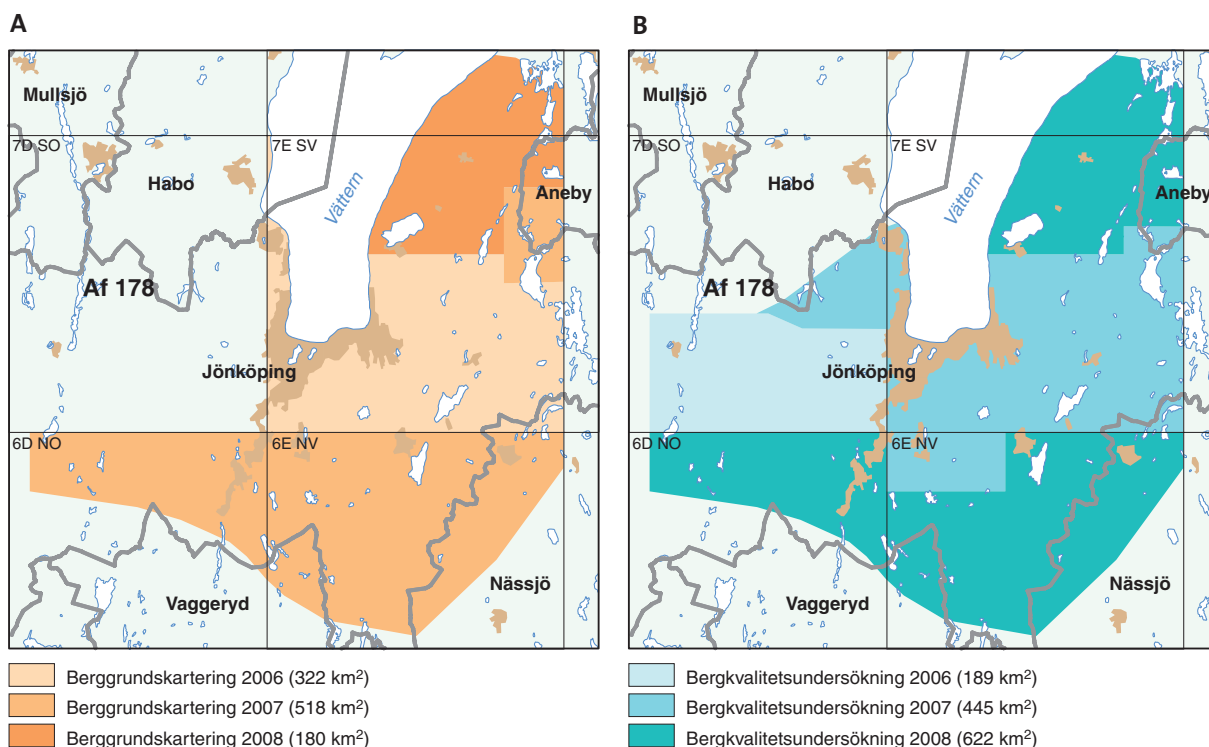 A
Mullsjö
7D SO
7E SV
Habo
Vättern
Aneby
Af 178
Jönköping
6D NO
6E NV
Nässjö
Vaggeryd
Berggrundskartering 2006 (322 km²)
Berggrundskartering 2007 (518 km²)
Berggrundskartering 2008 (180 km²)
B
Mullsjö
7D SO
7E SV
Habo
Vättern
Aneby
Af 178
Jönköping
6D NO
6E NV
Nässjö
Vaggeryd
Bergkvalitetsundersökning 2006 (189 km²)
Bergkvalitetsundersökning 2007 (445 km²)
Bergkvalitetsundersökning 2008 (622 km²)